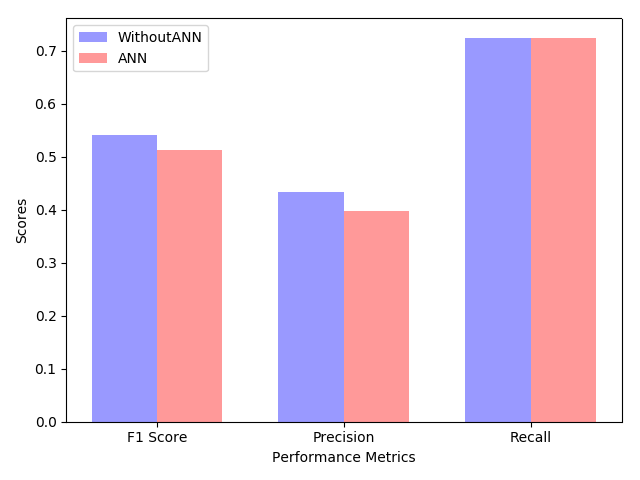 WithoutANN
ANN
0.7
0.6
0.5
0.4
0.3
0.2
0.1
0.0
Scores
F1 Score Precision Recall
Performance Metrics